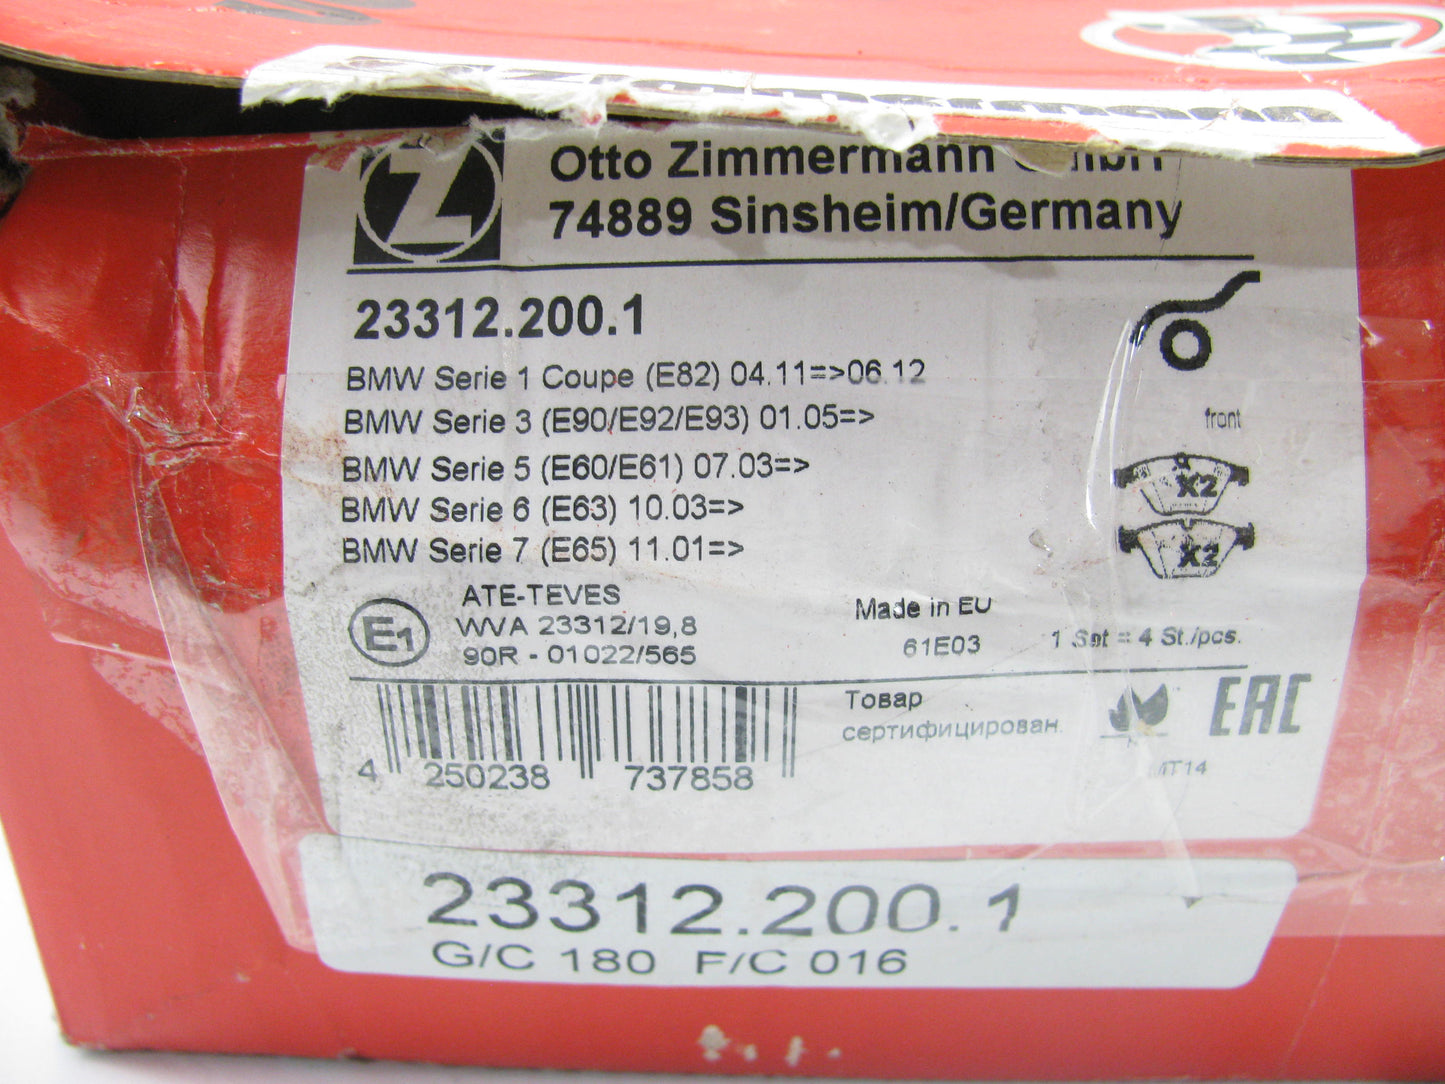 Zimmermann
Z
Otto Zimmermann GmbH
74889 Sinsheim/Germany
23312.200.1
BMW Serie 1 Coupe (E82) 04.11=>06.12
BMW Serie 3 (E90/E92/E93) 01.05=>
front
BMW Serie 5 (E60/E61) 07.03=>
X2
BMW Serie 6 (E63) 10.03=>
BMW Serie 7 (E65) 11.01=>
X2
ATE-TEVES
E1
WVA 23312/19,8
90R - 01022/565
Made in EU
61E03
1 Set = 4 St./pcs.
Товар
сертифицирован.
EAC
4 250238 737858
23312.200.1
G/C 180 F/C 016